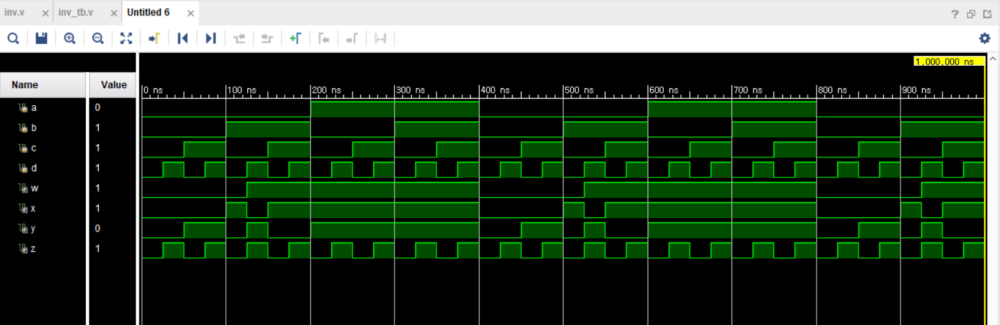 inv.v × inv_tb.v × Untitled 6 ×
?
1,000,000 ns
Name Value
0 ns 100 ns 200 ns 300 ns 400 ns 500 ns 600 ns 700 ns 800 ns 900 ns
a 0
b 1
c 1
d 1
w 1
x 1
y 0
z 1